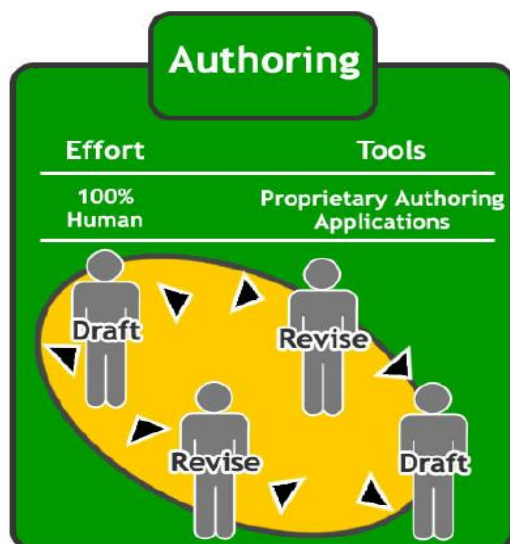 Authoring
Effort Tools
100%
Human
Proprietary Authoring
Applications
Draft
Revise
Revise
Draft